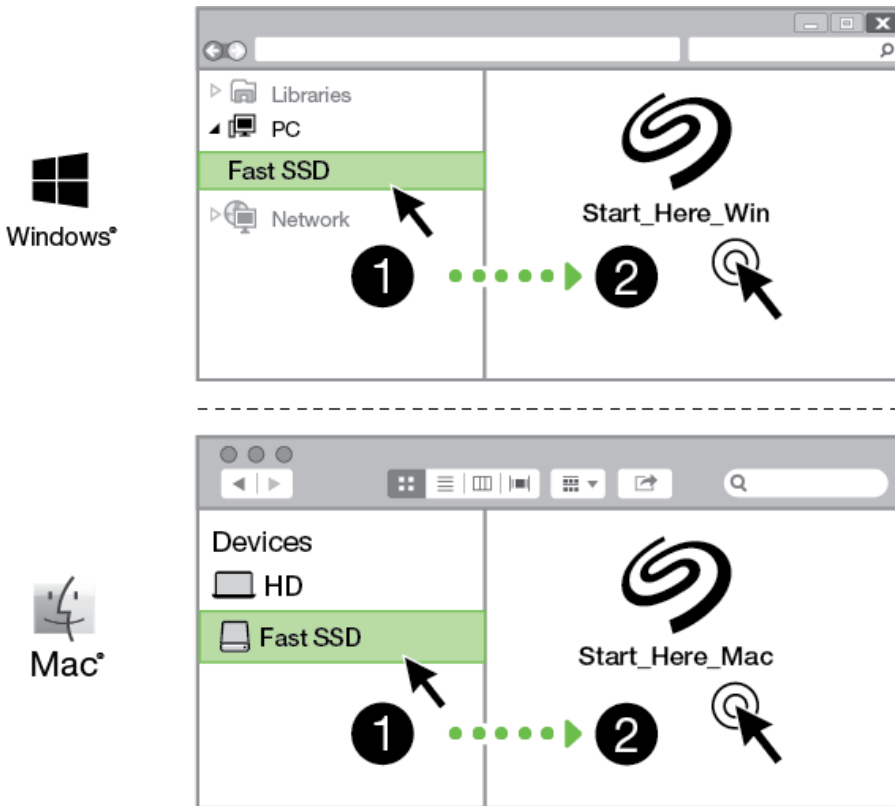 Libraries
PC
Fast SSD
Network
Windows®
Start_Here_Win
1
2
Devices
HD
Fast SSD
Mac®
Start_Here_Mac
1
2